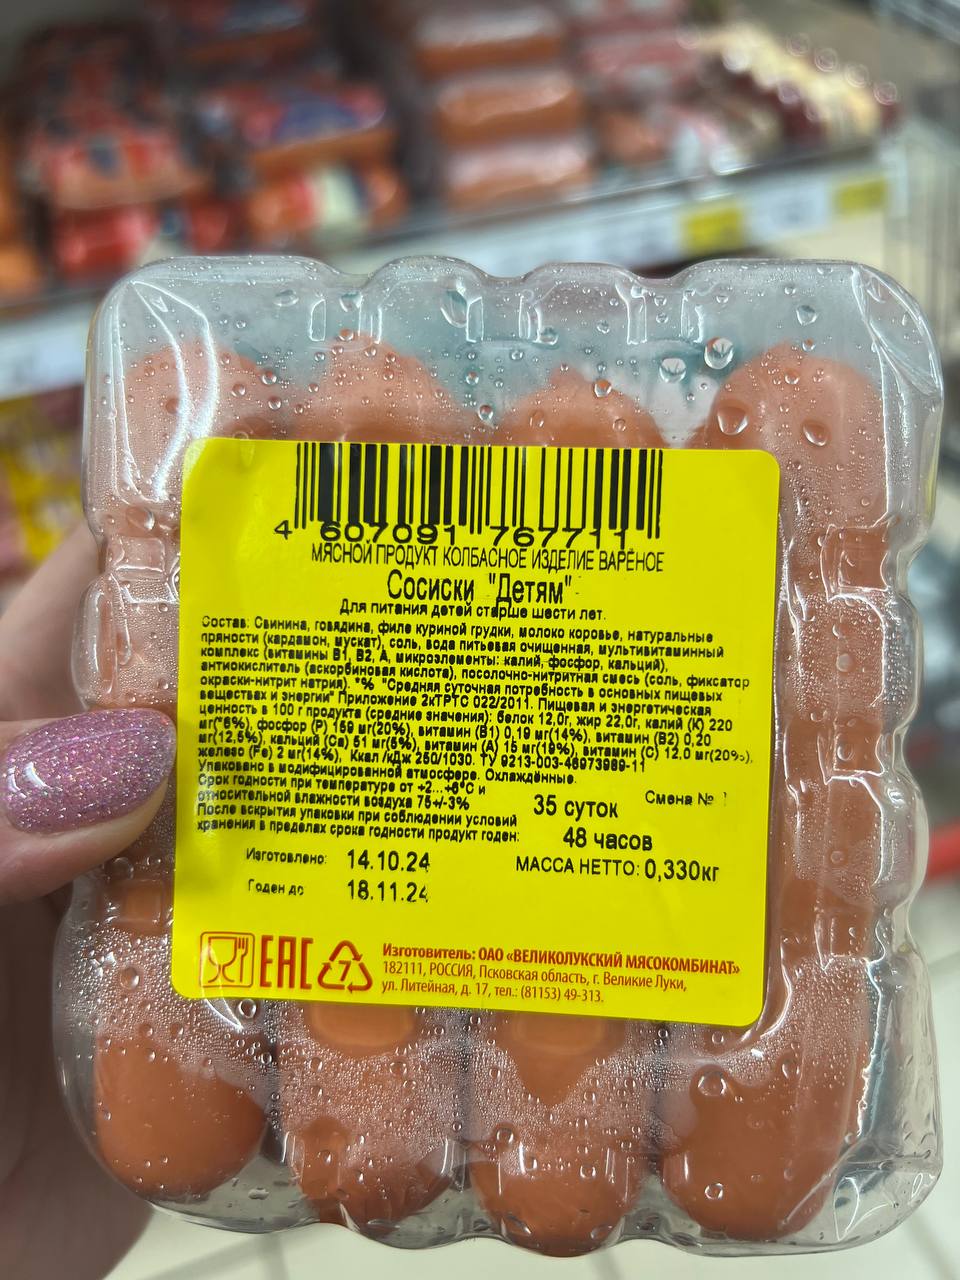 4 607091 767711
МЯСНОЙ ПРОДУКТ КОЛБАСНОЕ ИЗДЕЛИЕ ВАРЁНОЕ
Сосиски "Детям"
Для питания детей старше шести лет.
Состав: Свинина, говядина, филе куриной грудки, молоко коровье, натуральные
пряности (кардамон, мускат), соль, вода питьевая очищенная, мультивитаминный
комплекс (витамины В1, В2, А, микроэлементы: калий, фосфор, кальций),
антиокислитель (аскорбиновая кислота), посолочно-нитритная смесь (соль, фиксатор
окраски-нитрит натрия). *% "Средняя суточная потребность в основных пищевых
веществах и энергии" Приложение 2кТРТС 022/2011. Пищевая и энергетическая
ценность в 100 г продукта (средние значения): белок 12,0г, жир 22,0г, калий (К) 220
мг(*6%), фосфор (Р) 159 мг(20%), витамин (В1) 0,19 мг(14%), витамин (В2) 0,20
мг(12,5%), кальций (Са) 51 мг(5%), витамин (А) 15 мг(19%), витамин (С) 12,0 мг(20%),
железо (Fe) 2 мг(14%), Ккал /кДж 250/1030. ТУ 9213-003-46973989-11
Упаковано в модифицированной атмосфере. Охлаждённые.
Срок годности при температуре от +2...+6°С и
относительной влажности воздуха 75+/-3% 35 суток Смена №
После вскрытия упаковки при соблюдении условий
хранения в пределах срока годности продукт годен: 48 часов
Изготовлено: 14.10.24 МАССА НЕТТО: 0,330кг
Годен до 18.11.24
EAC 7
Изготовитель: ОАО «ВЕЛИКОЛУКСКИЙ МЯСОКОМБИНАТ»
182111, РОССИЯ, Псковская область, г. Великие Луки,
ул. Литейная, д. 17, тел.: (81153) 49-313.